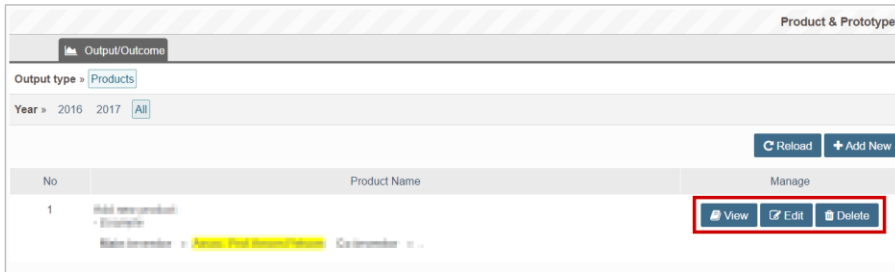 Product & Prototype
Output/Outcome
Output type » Products
Year » 2016 2017 All
Reload Add New
No Product Name Manage
1 View Edit Delete